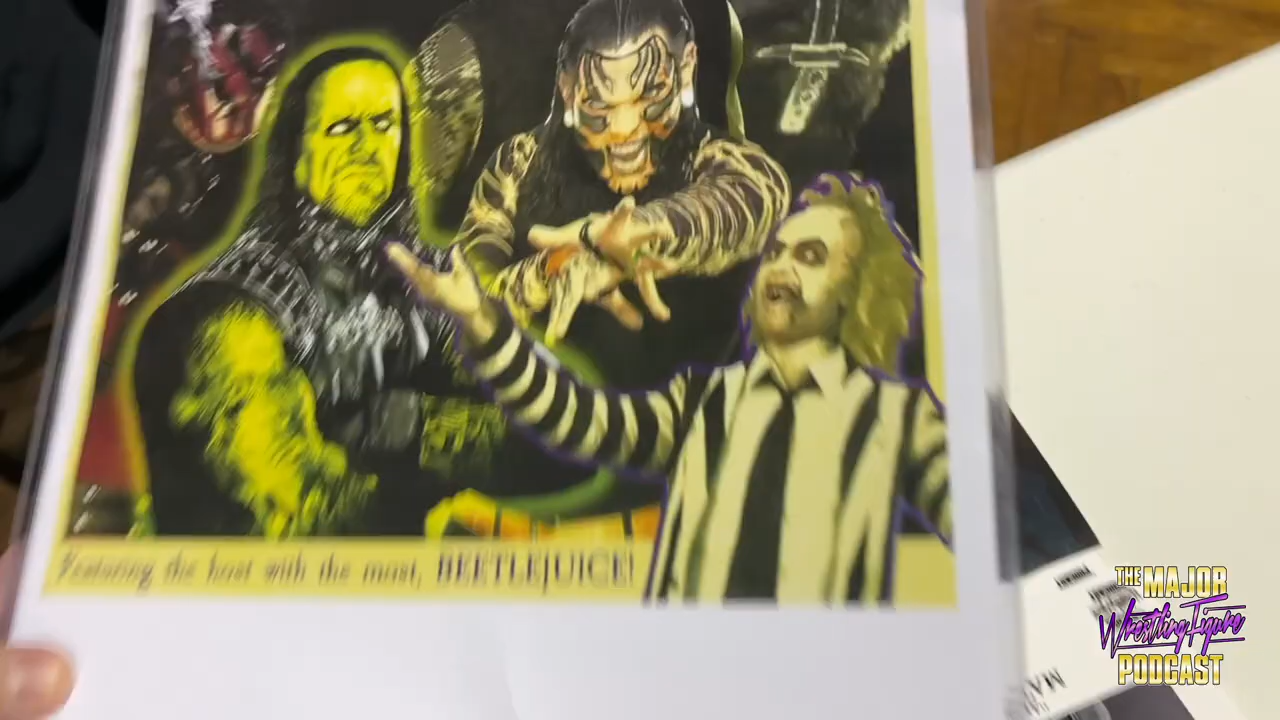 Featuring the host with the most, BEETLEJUICE!
THE MAJOR
Wrestling Figure
PODCAST